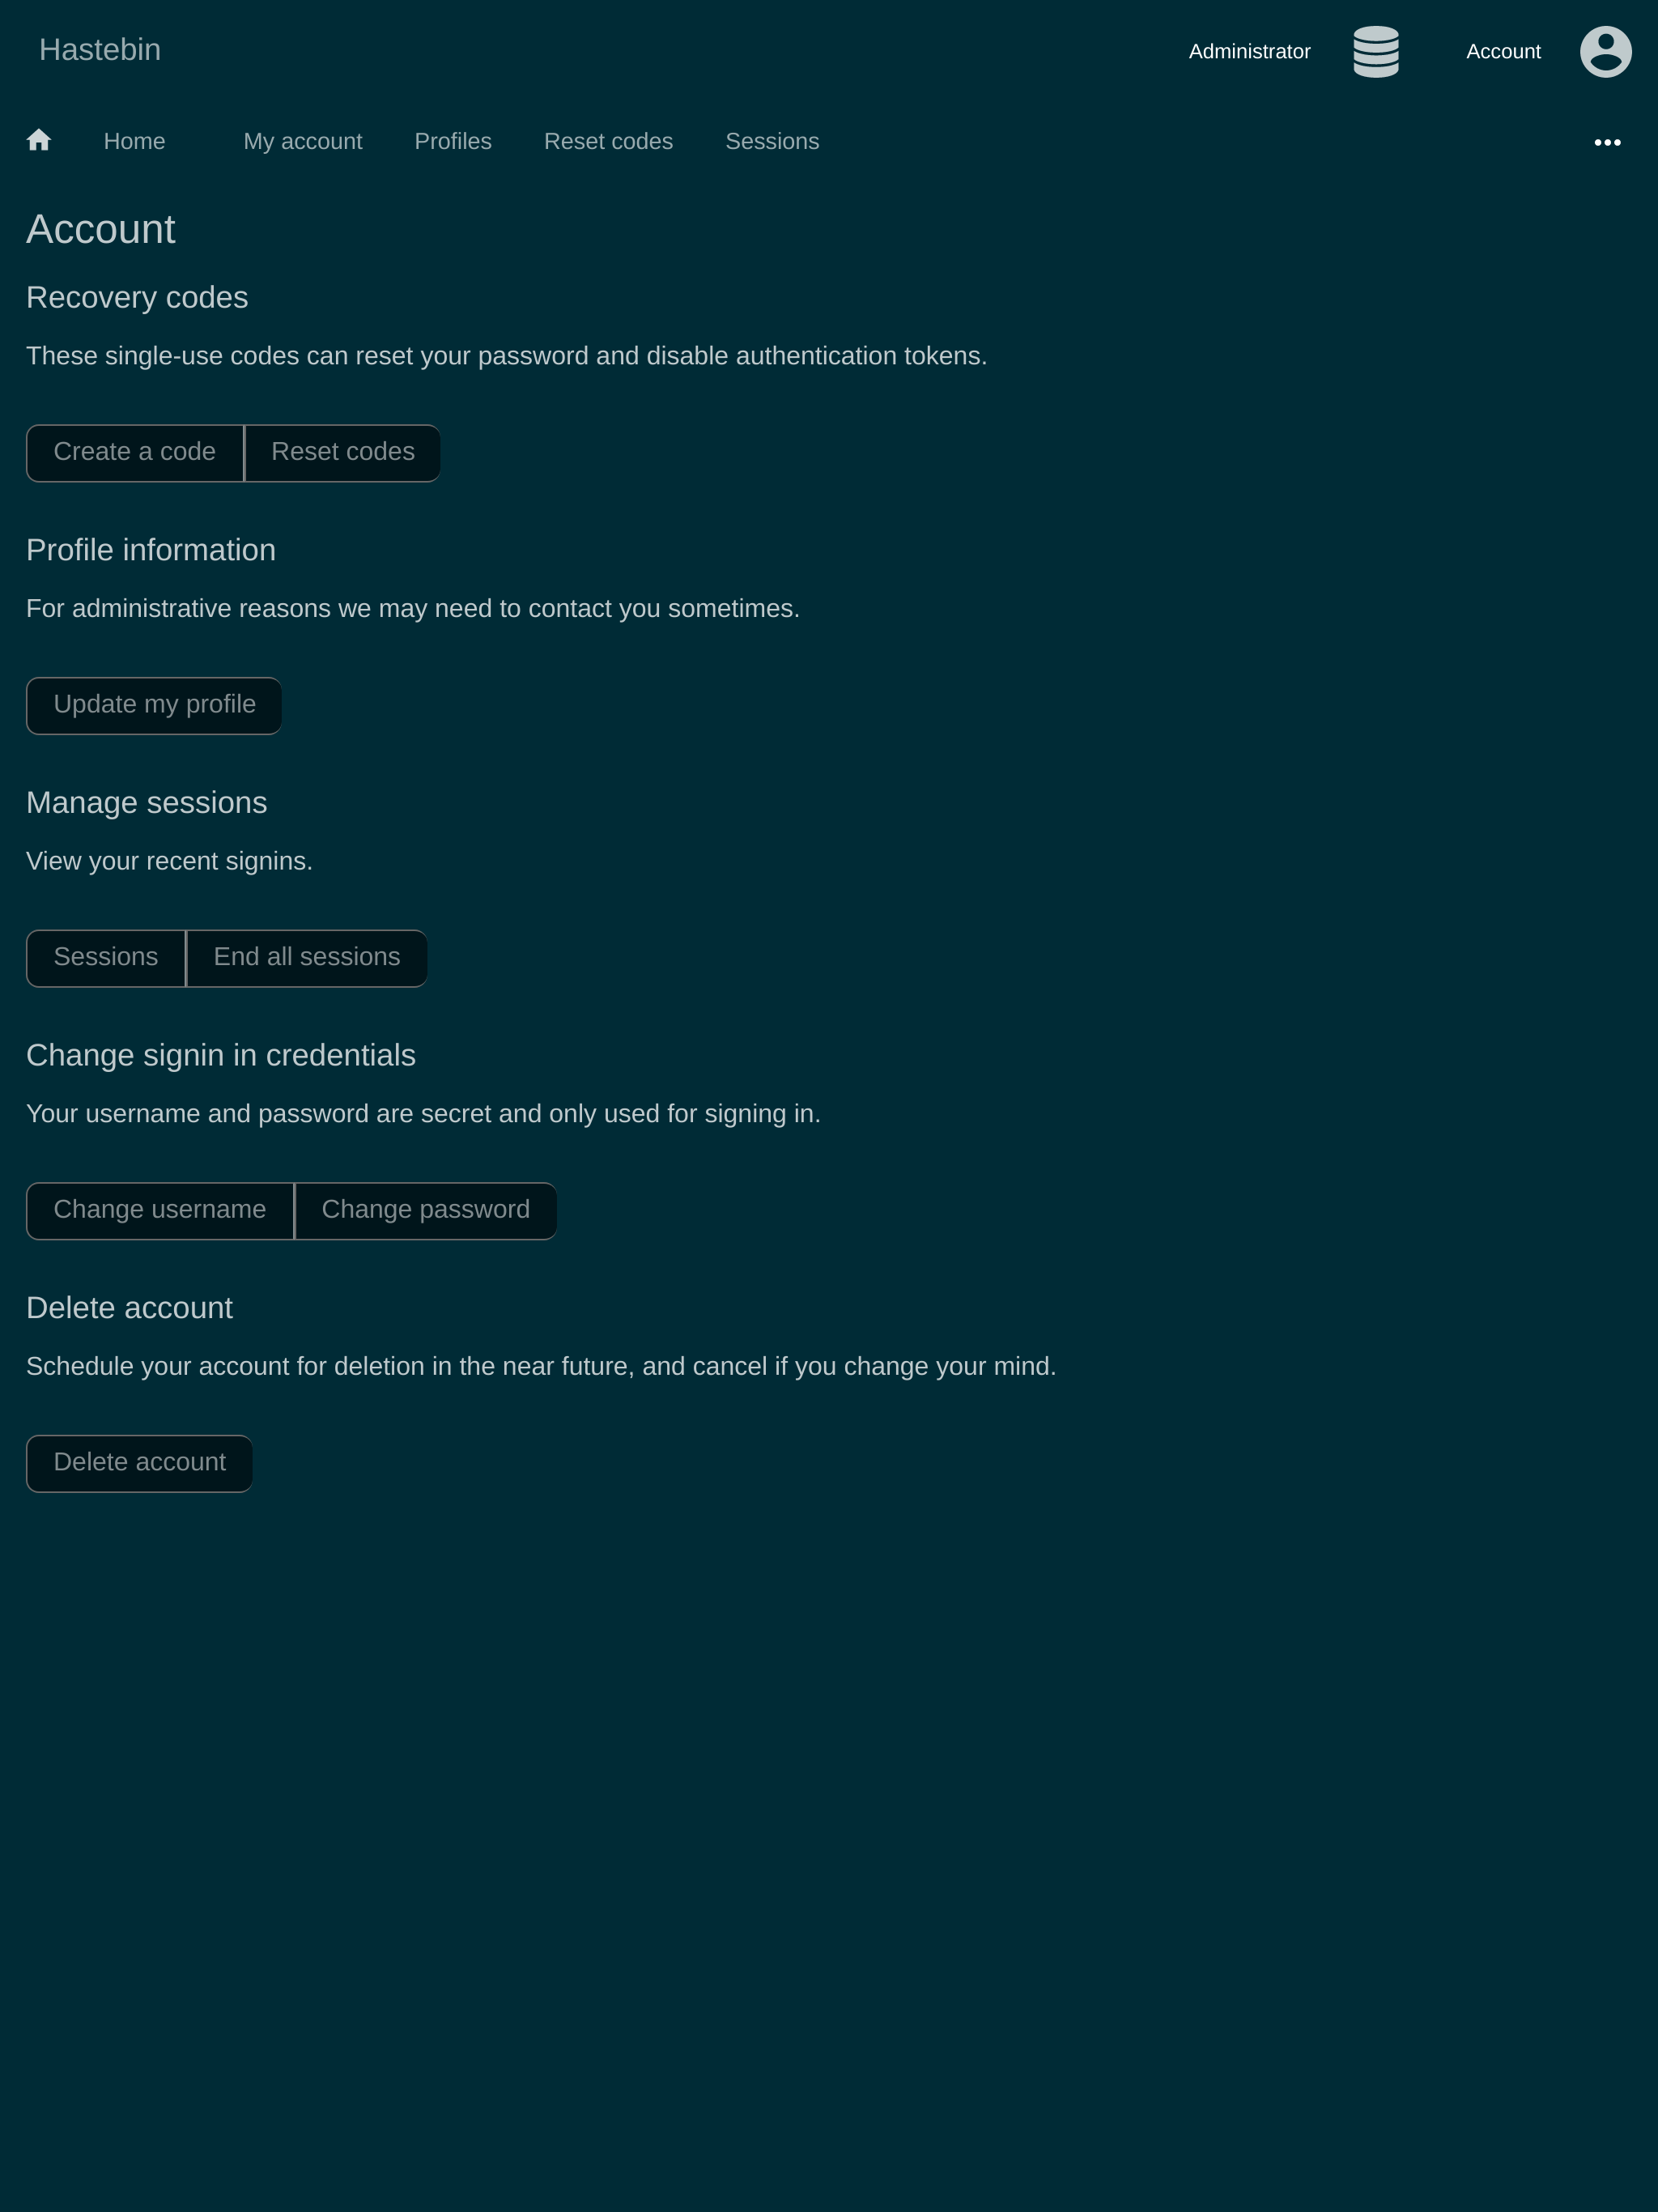 Hastebin
Administrator
Account
Home
My account
Profiles
Reset codes
Sessions
Account
Recovery codes
These single-use codes can reset your password and disable authentication tokens.
Create a code
Reset codes
Profile information
For administrative reasons we may need to contact you sometimes.
Update my profile
Manage sessions
View your recent signins.
Sessions
End all sessions
Change signin in credentials
Your username and password are secret and only used for signing in.
Change username
Change password
Delete account
Schedule your account for deletion in the near future, and cancel if you change your mind.
Delete account